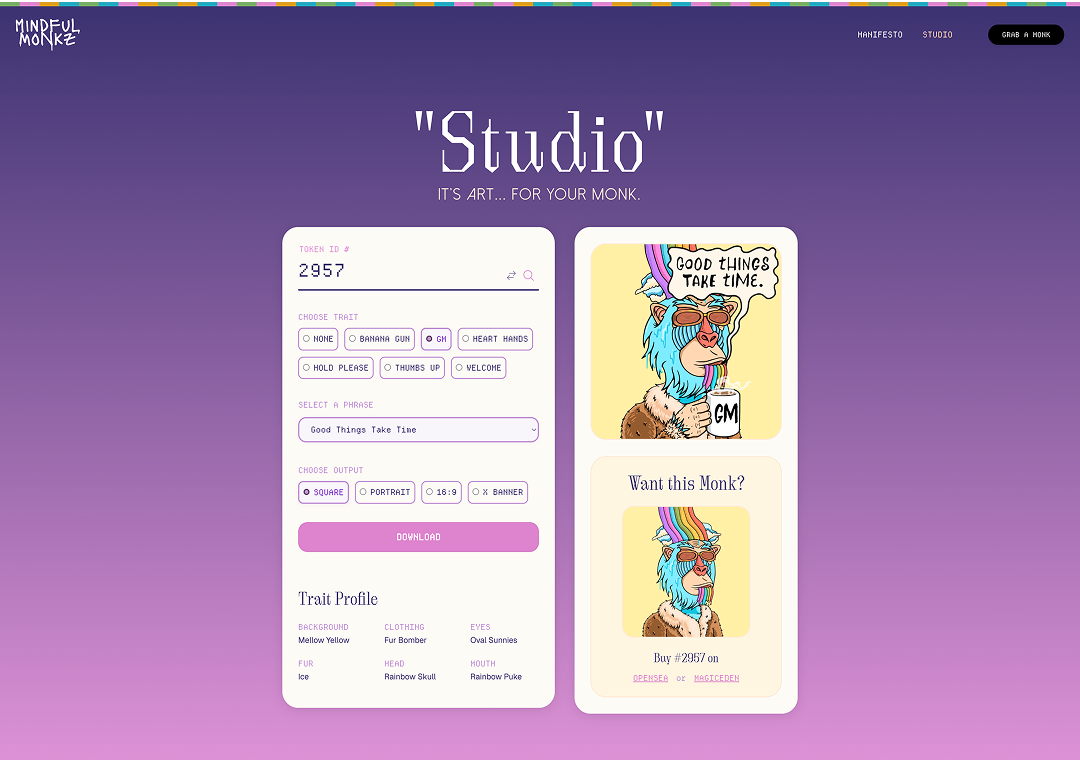 MINDFUL
MONKZ
MANIFESTO
STUDIO
GRAB A MONK
"Studio"
IT'S ART... FOR YOUR MONK.
TOKEN ID #
2957
CHOOSE TRAIT
NONE
BANANA GUN
GM
HEART HANDS
HOLD PLEASE
THUMBS UP
WELCOME
SELECT A PHRASE
Good Things Take Time
CHOOSE OUTPUT
SQUARE
PORTRAIT
16:9
X BANNER
DOWNLOAD
Trait Profile
BACKGROUND
CLOTHING
EYES
Mellow Yellow
Fur Bomber
Oval Sunnies
FUR
HEAD
MOUTH
Ice
Rainbow Skull
Rainbow Puke
GOOD THINGS
TAKE TIME.
GM
Want this Monk?
Buy #2957 on
OPENSEA or MAGICEDEN